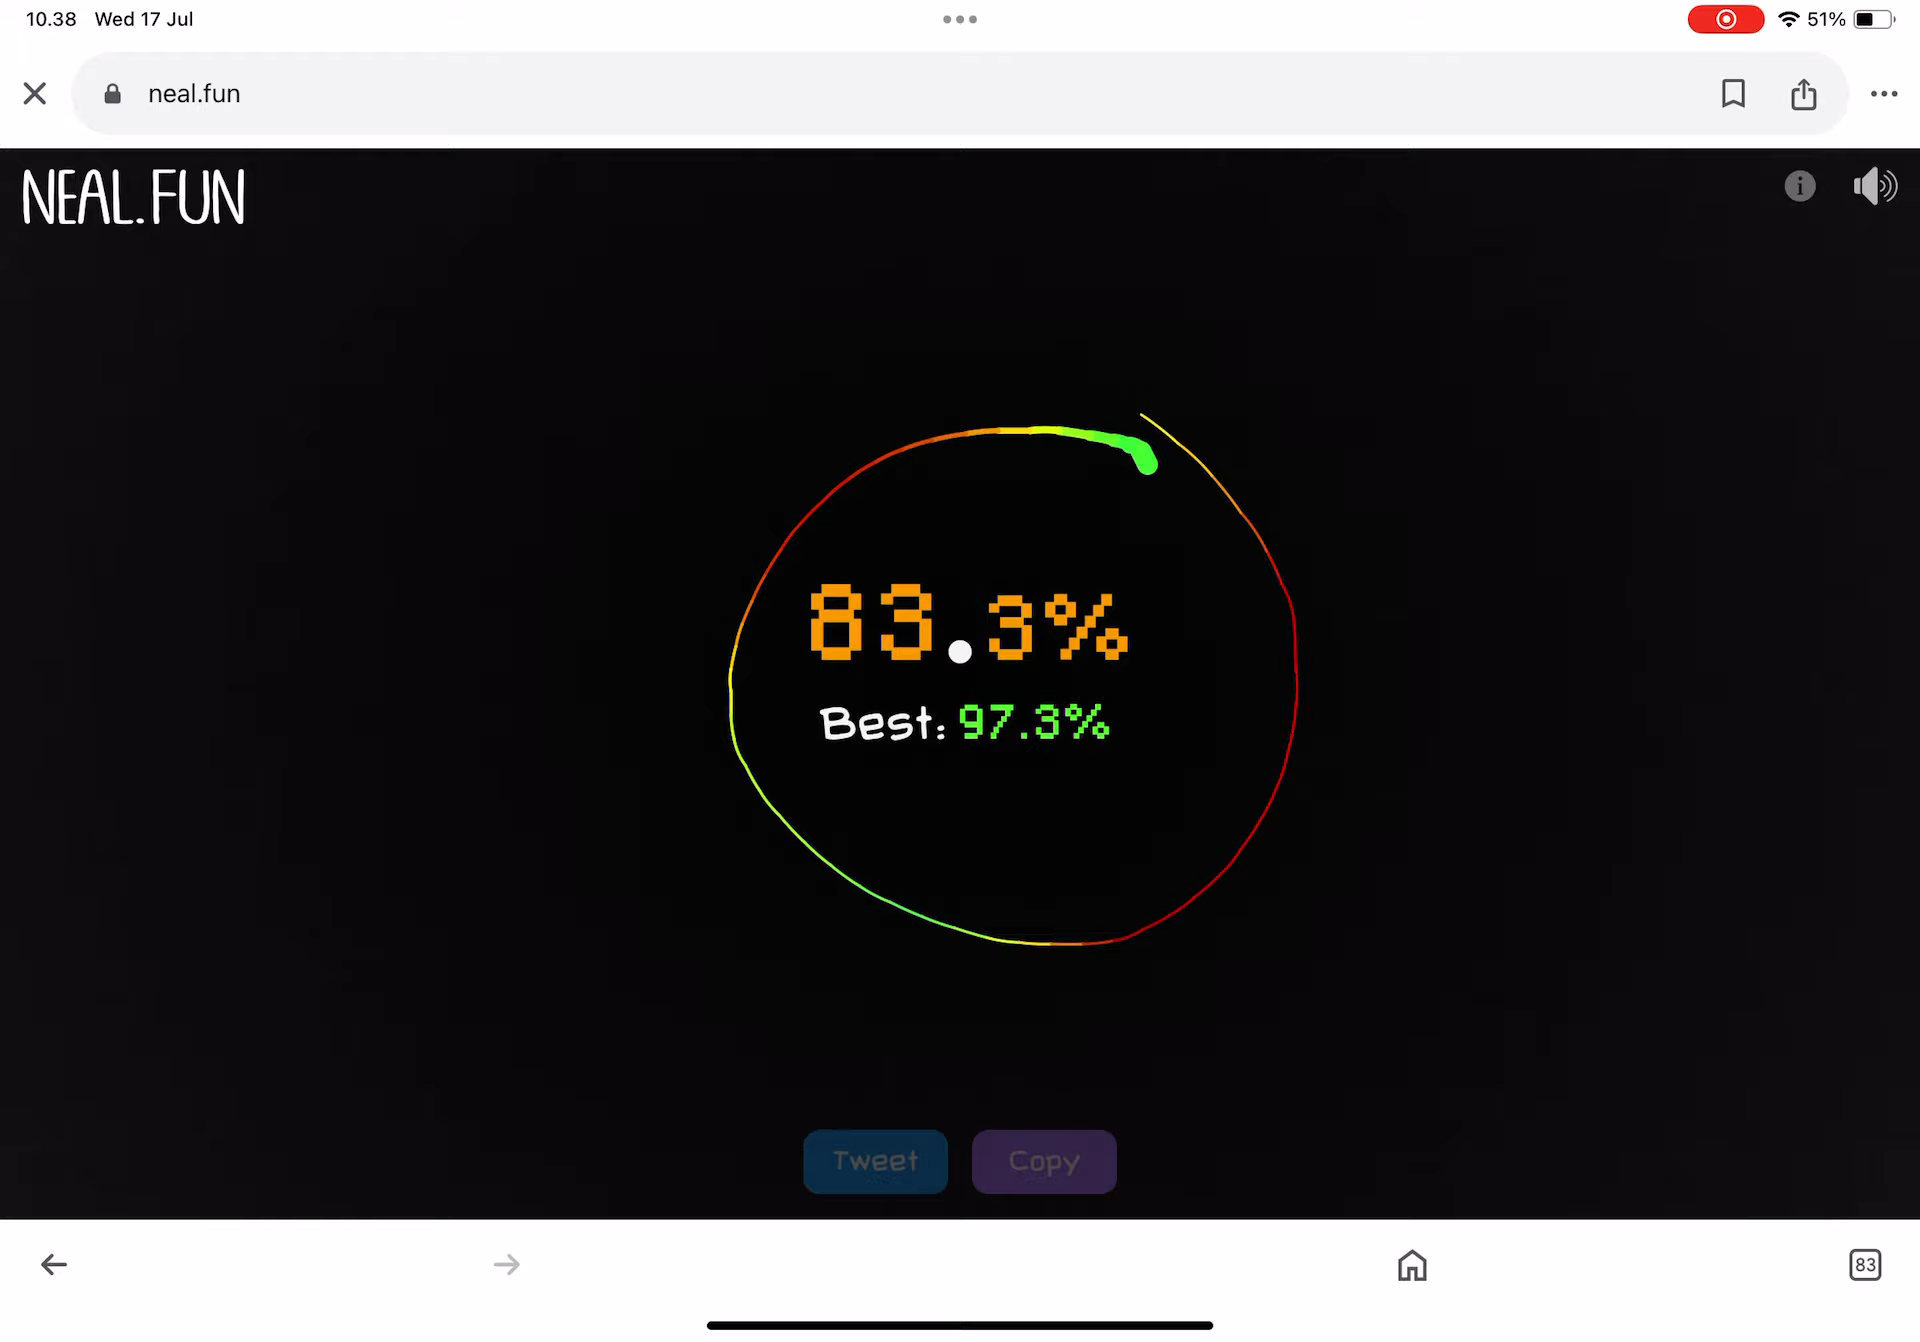 10.38 Wed 17 Jul
51%
neal.fun
NEAL.FUN
83.3%
Best: 97.3%
Tweet
Copy
83